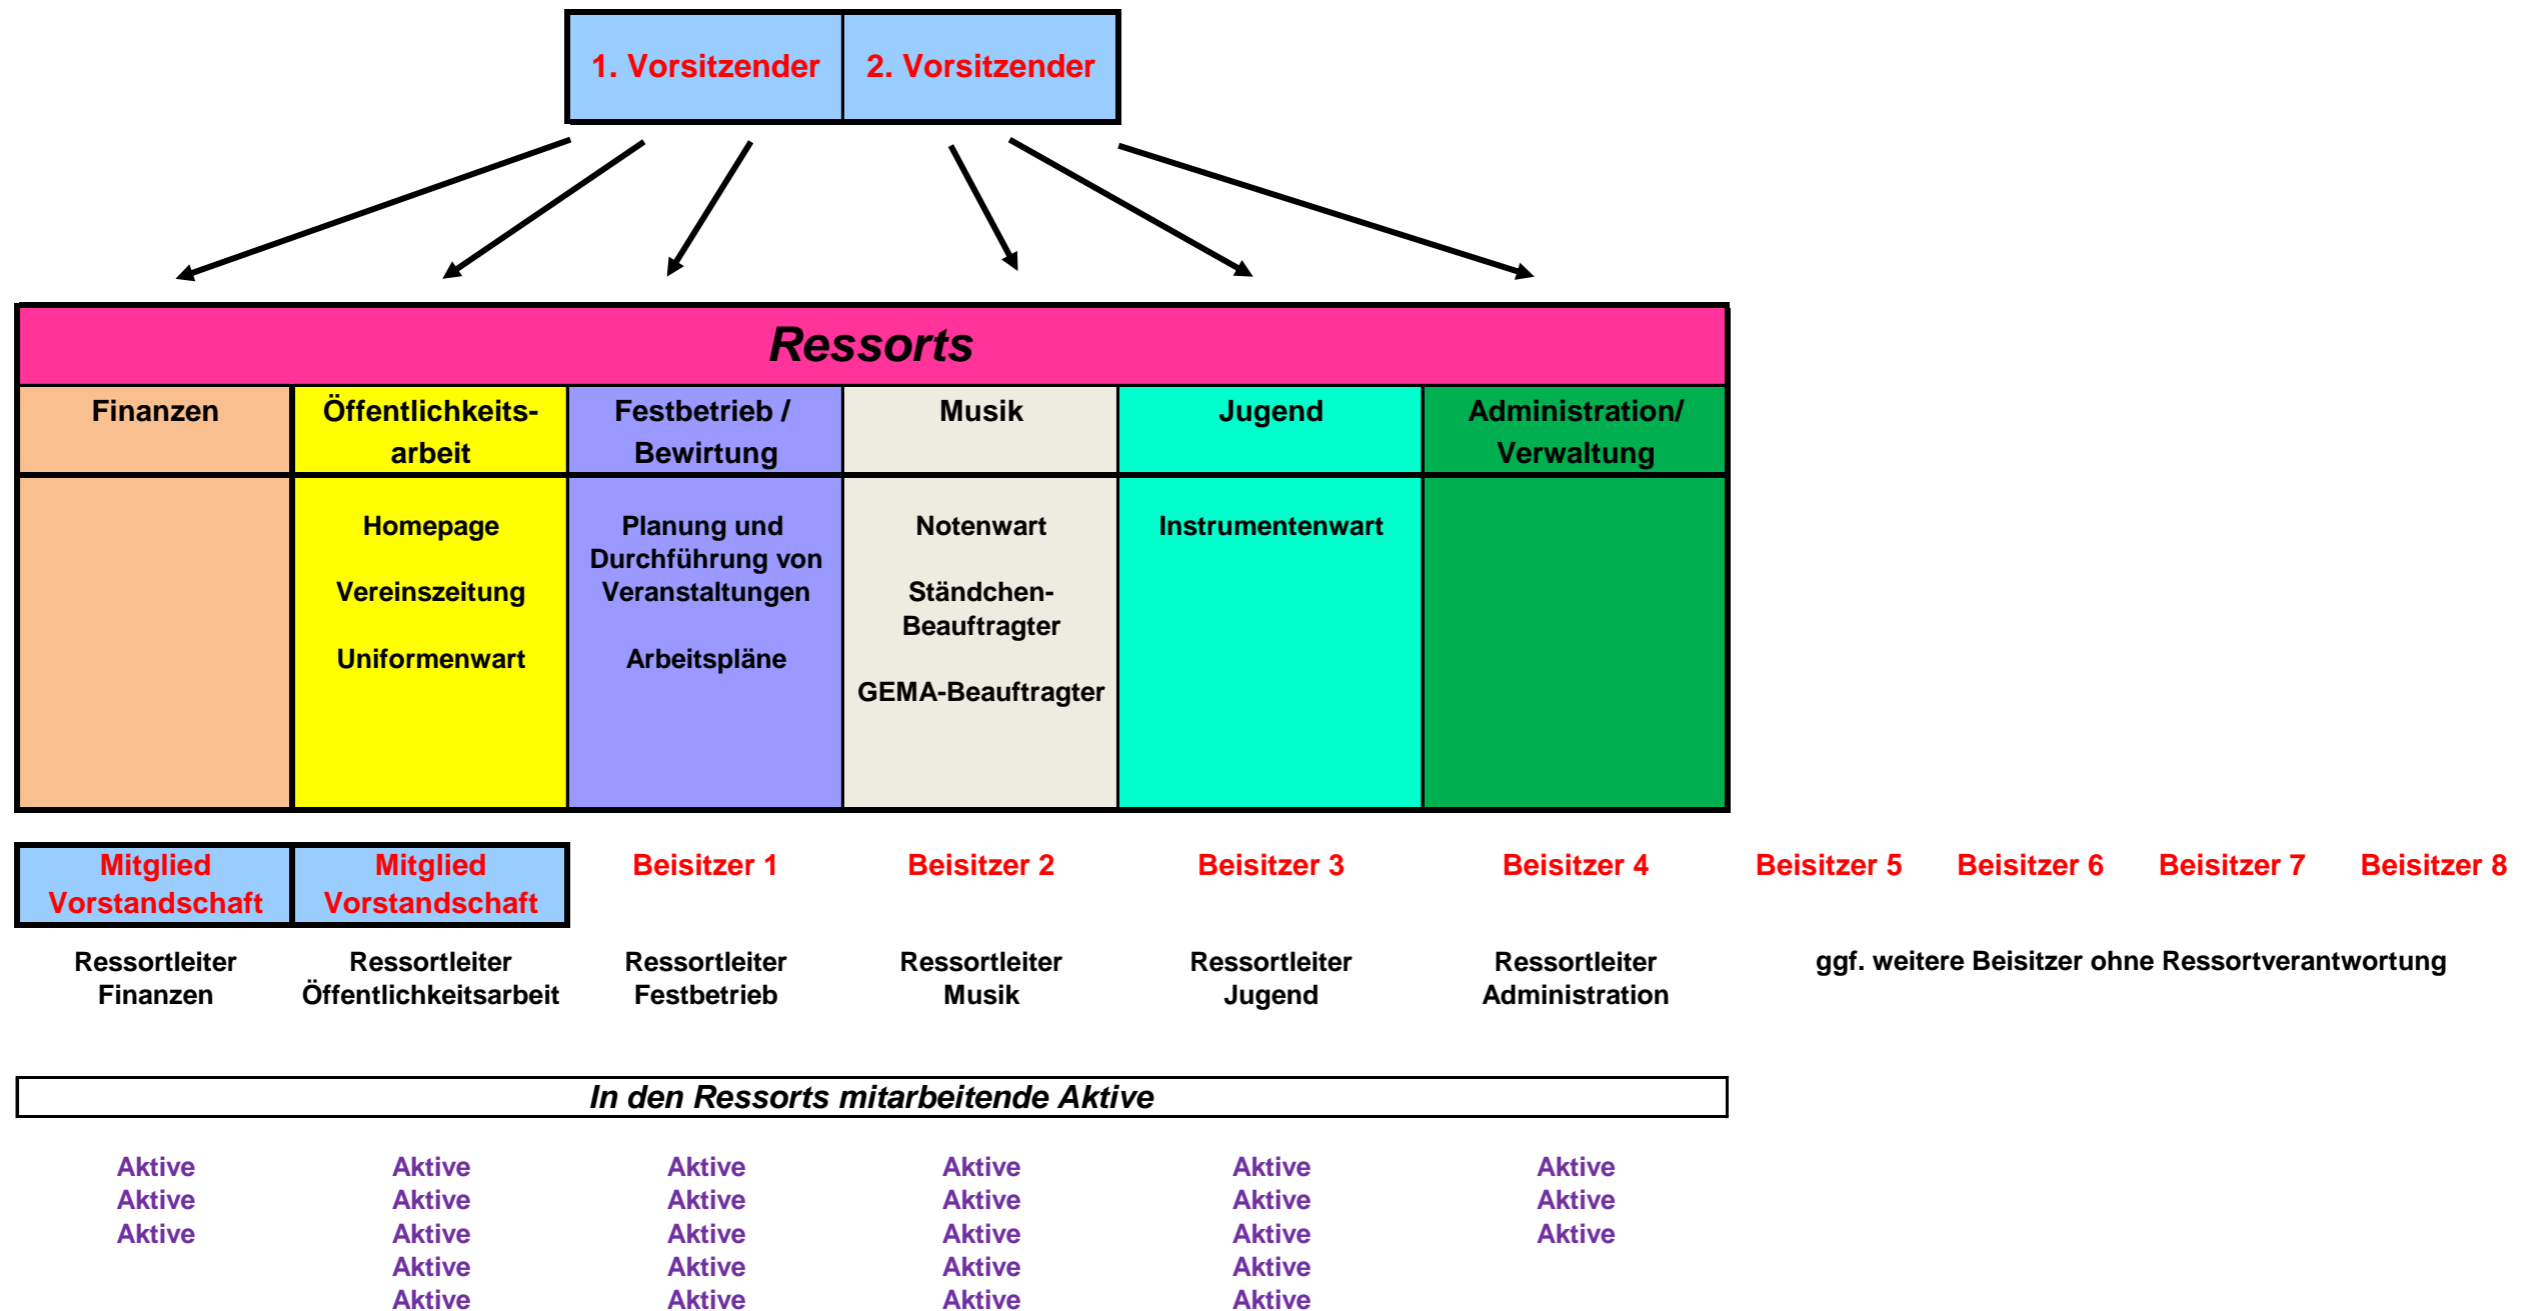 1. Vorsitzender 2. Vorsitzender
Ressorts
Finanzen Öffentlichkeits- Festbetrieb / Musik Jugend Administration/
arbeit Bewirtung Verwaltung
Homepage Planung und Notenwart Instrumentenwart
Durchführung von
Vereinszeitung Veranstaltungen Ständchen-
Beauftragter
Uniformenwart Arbeitspläne
GEMA-Beauftragter
Mitglied Mitglied Beisitzer 1 Beisitzer 2 Beisitzer 3 Beisitzer 4 Beisitzer 5 Beisitzer 6 Beisitzer 7 Beisitzer 8
Vorstandschaft Vorstandschaft
Ressortleiter Ressortleiter Ressortleiter Ressortleiter Ressortleiter Ressortleiter ggf. weitere Beisitzer ohne Ressortverantwortung
Finanzen Öffentlichkeitsarbeit Festbetrieb Musik Jugend Administration
In den Ressorts mitarbeitende Aktive
Aktive Aktive Aktive Aktive Aktive Aktive
Aktive Aktive Aktive Aktive Aktive Aktive
Aktive Aktive Aktive Aktive Aktive Aktive
Aktive Aktive Aktive Aktive
Aktive Aktive Aktive Aktive